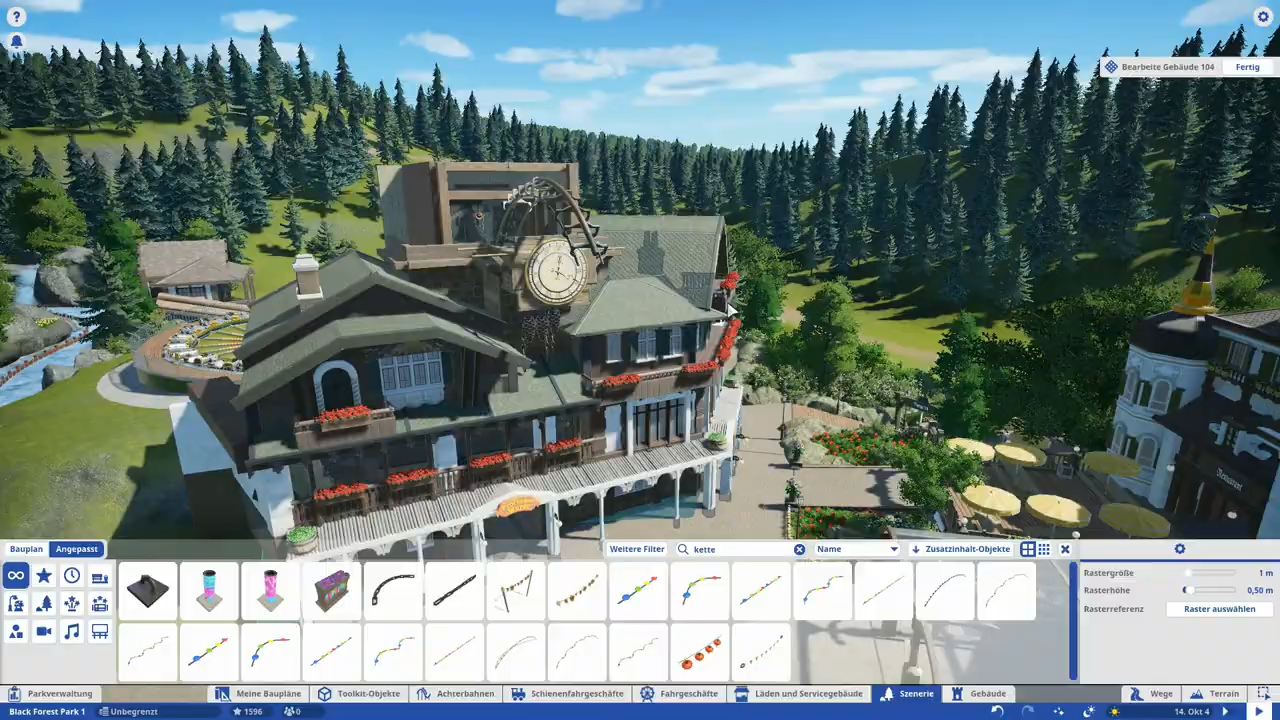 ?
Bearbeite Gebäude 104 Fertig
Bauplan Angepasst Weitere Filter kette Name Zusatzinhalt-Objekte
Rastergröße 1 m
Rasterhöhe 0,50 m
Rasterreferenz Raster auswählen
Parkverwaltung Meine Baupläne Toolkit-Objekte Achterbahnen Schienenfahrgeschäfte Fahrgeschäfte Läden und Servicegebäude Szenerie Gebäude Wege Terrain
Black Forest Park 1 Unbegrenzt 1596 0 14. Okt 4